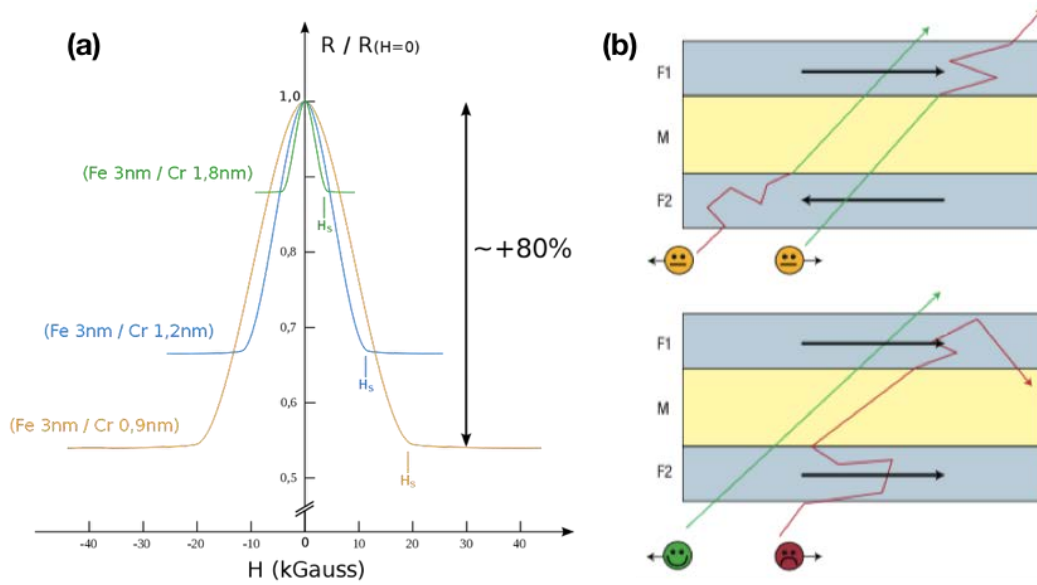 (a)
R / R(H=0)
1,0
(Fe 3nm / Cr 1,8nm)
Hs
0,8
~+80%
(Fe 3nm / Cr 1,2nm)
0,7
Hs
0,6
(Fe 3nm / Cr 0,9nm)
Hs
0,5
-40 -30 -20 -10 0 10 20 30 40
H (kGauss)
(b)
F1
M
F2
F1
M
F2